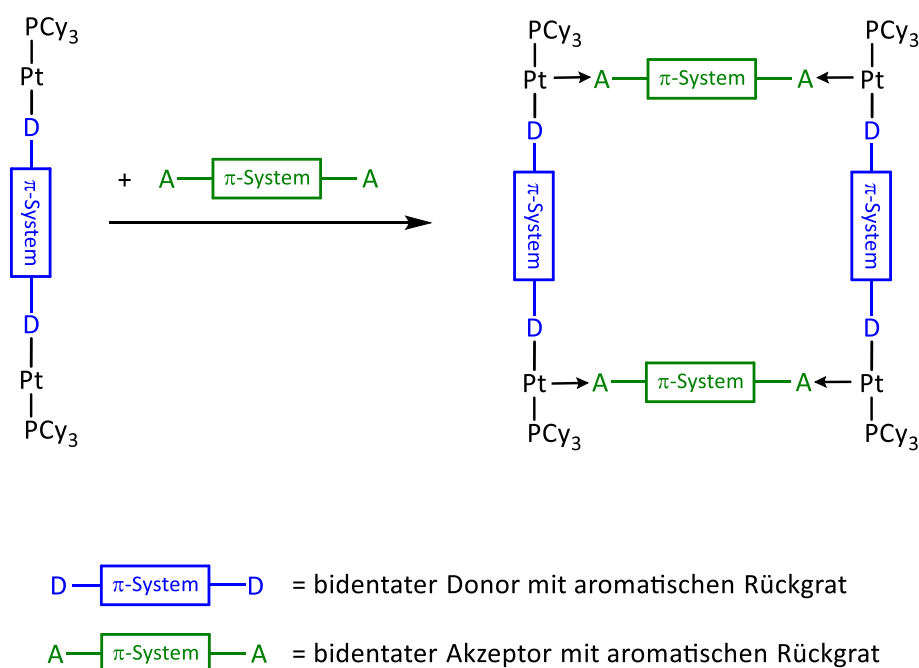 PCy₃
Pt
D
π-System
D
Pt
PCy₃
+
A π-System A
PCy₃ PCy₃
Pt A π-System A Pt
D D
π-System π-System
D D
Pt A π-System A Pt
PCy₃ PCy₃
D π-System D = bidentater Donor mit aromatischen Rückgrat
A π-System A = bidentater Akzeptor mit aromatischen Rückgrat